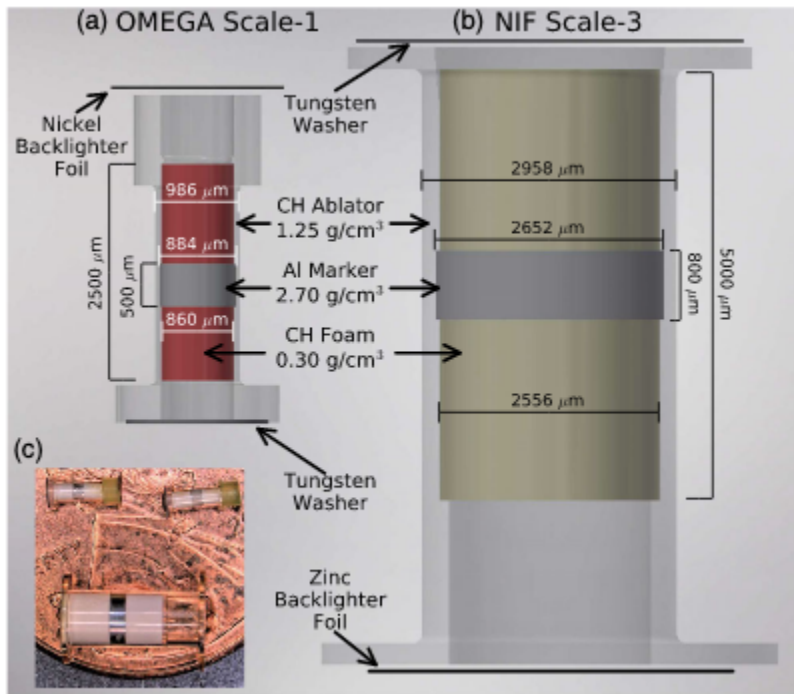 (a) OMEGA Scale-1
(b) NIF Scale-3
Nickel
Backlighter
Foil
Tungsten
Washer
986 μm
2958 μm
CH Ablator
1.25 g/cm³
884 μm
2652 μm
2500 μm
500 μm
Al Marker
2.70 g/cm³
800 μm
5000 μm
860 μm
CH Foam
0.30 g/cm³
2556 μm
(c)
Tungsten
Washer
Zinc
Backlighter
Foil